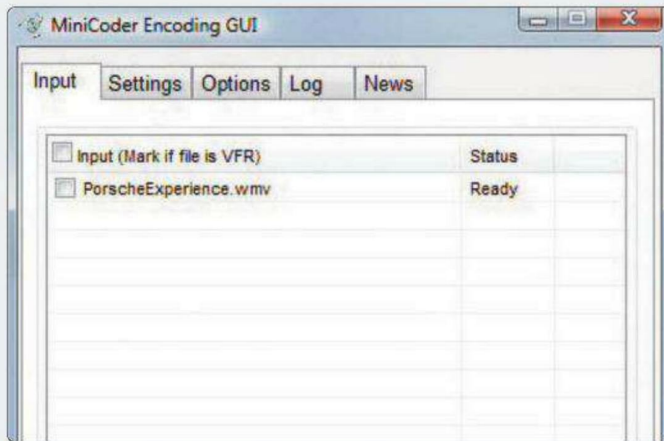 MiniCoder Encoding GUI
Input Settings Options Log News
Input (Mark if file is VFR) Status
PorscheExperience.wmv Ready